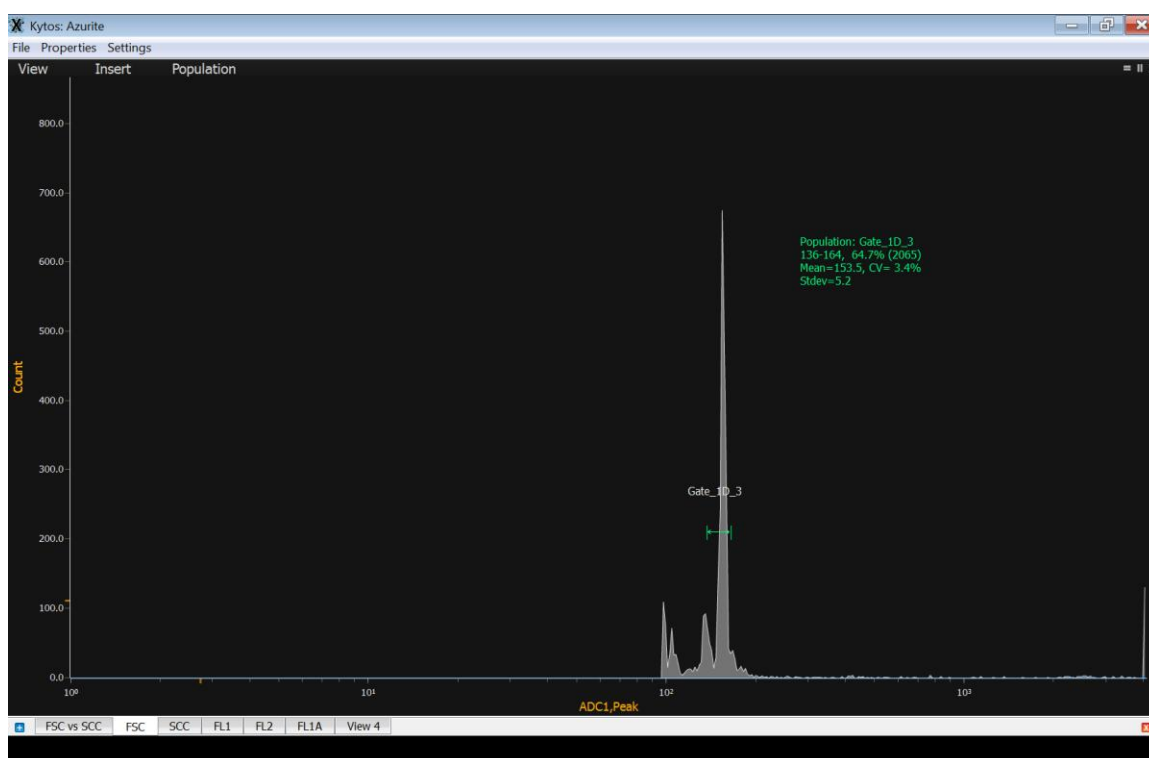 Kytos: Azurite
File Properties Settings
View Insert Population
800.0
700.0
600.0
500.0
400.0
300.0
200.0
100.0
0.0
Count
Population: Gate_1D_3
136-164, 64.7% (2065)
Mean=153.5, CV= 3.4%
Stdev=5.2
Gate_1D_3
10⁰ 10¹ 10² 10³
ADC1,Peak
FSC vs SCC FSC SCC FL1 FL2 FL1A View 4